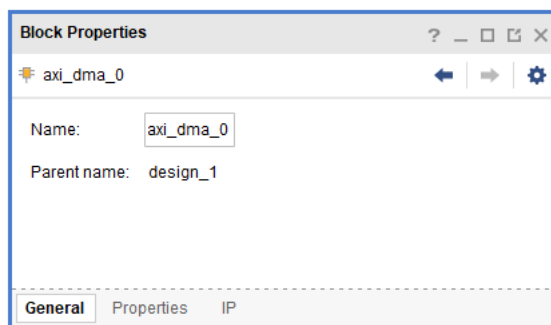 Block Properties
axi_dma_0
Name: axi_dma_0
Parent name: design_1
General Properties IP